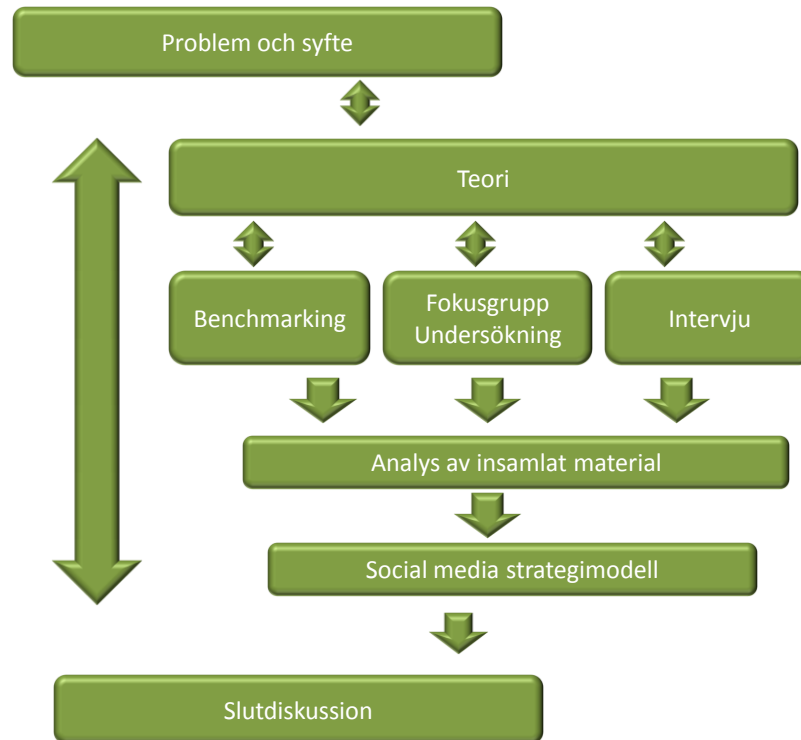 Problem och syfte
Teori
Benchmarking
Fokusgrupp
Undersökning
Intervju
Analys av insamlat material
Social media strategimodell
Slutdiskussion